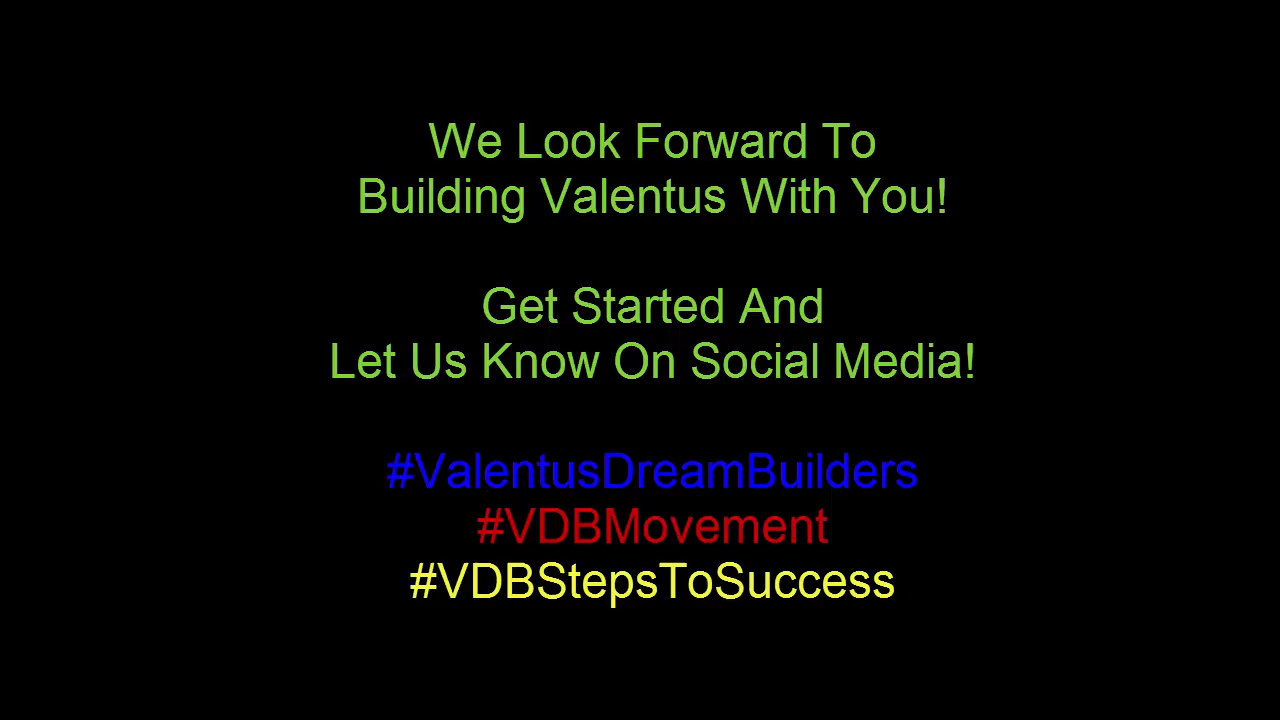 We Look Forward To
Building Valentus With You!
Get Started And
Let Us Know On Social Media!
#ValentusDreamBuilders
#VDBMovement
#VDBStepsToSuccess